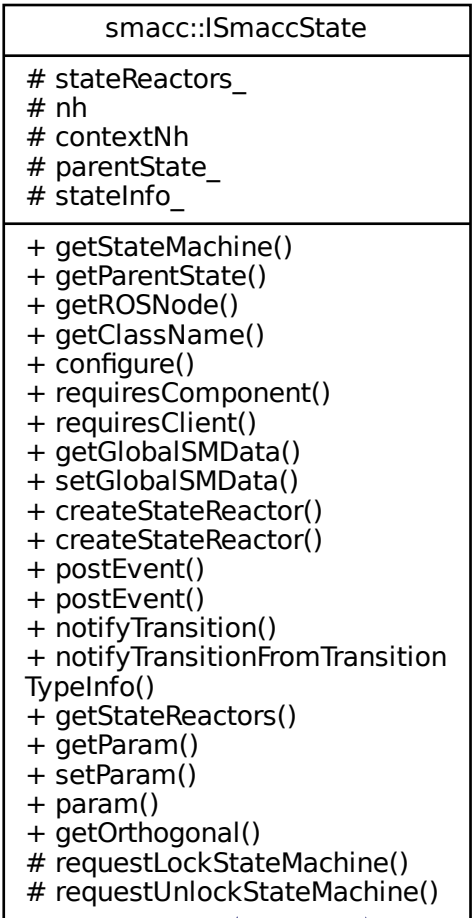 smacc::ISmaccState
# stateReactors_
# nh
# contextNh
# parentState_
# stateInfo_
+ getStateMachine()
+ getParentState()
+ getROSNode()
+ getClassName()
+ configure()
+ requiresComponent()
+ requiresClient()
+ getGlobalSMData()
+ setGlobalSMData()
+ createStateReactor()
+ createStateReactor()
+ postEvent()
+ postEvent()
+ notifyTransition()
+ notifyTransitionFromTransition
TypeInfo()
+ getStateReactors()
+ getParam()
+ setParam()
+ param()
+ getOrthogonal()
# requestLockStateMachine()
# requestUnlockStateMachine()